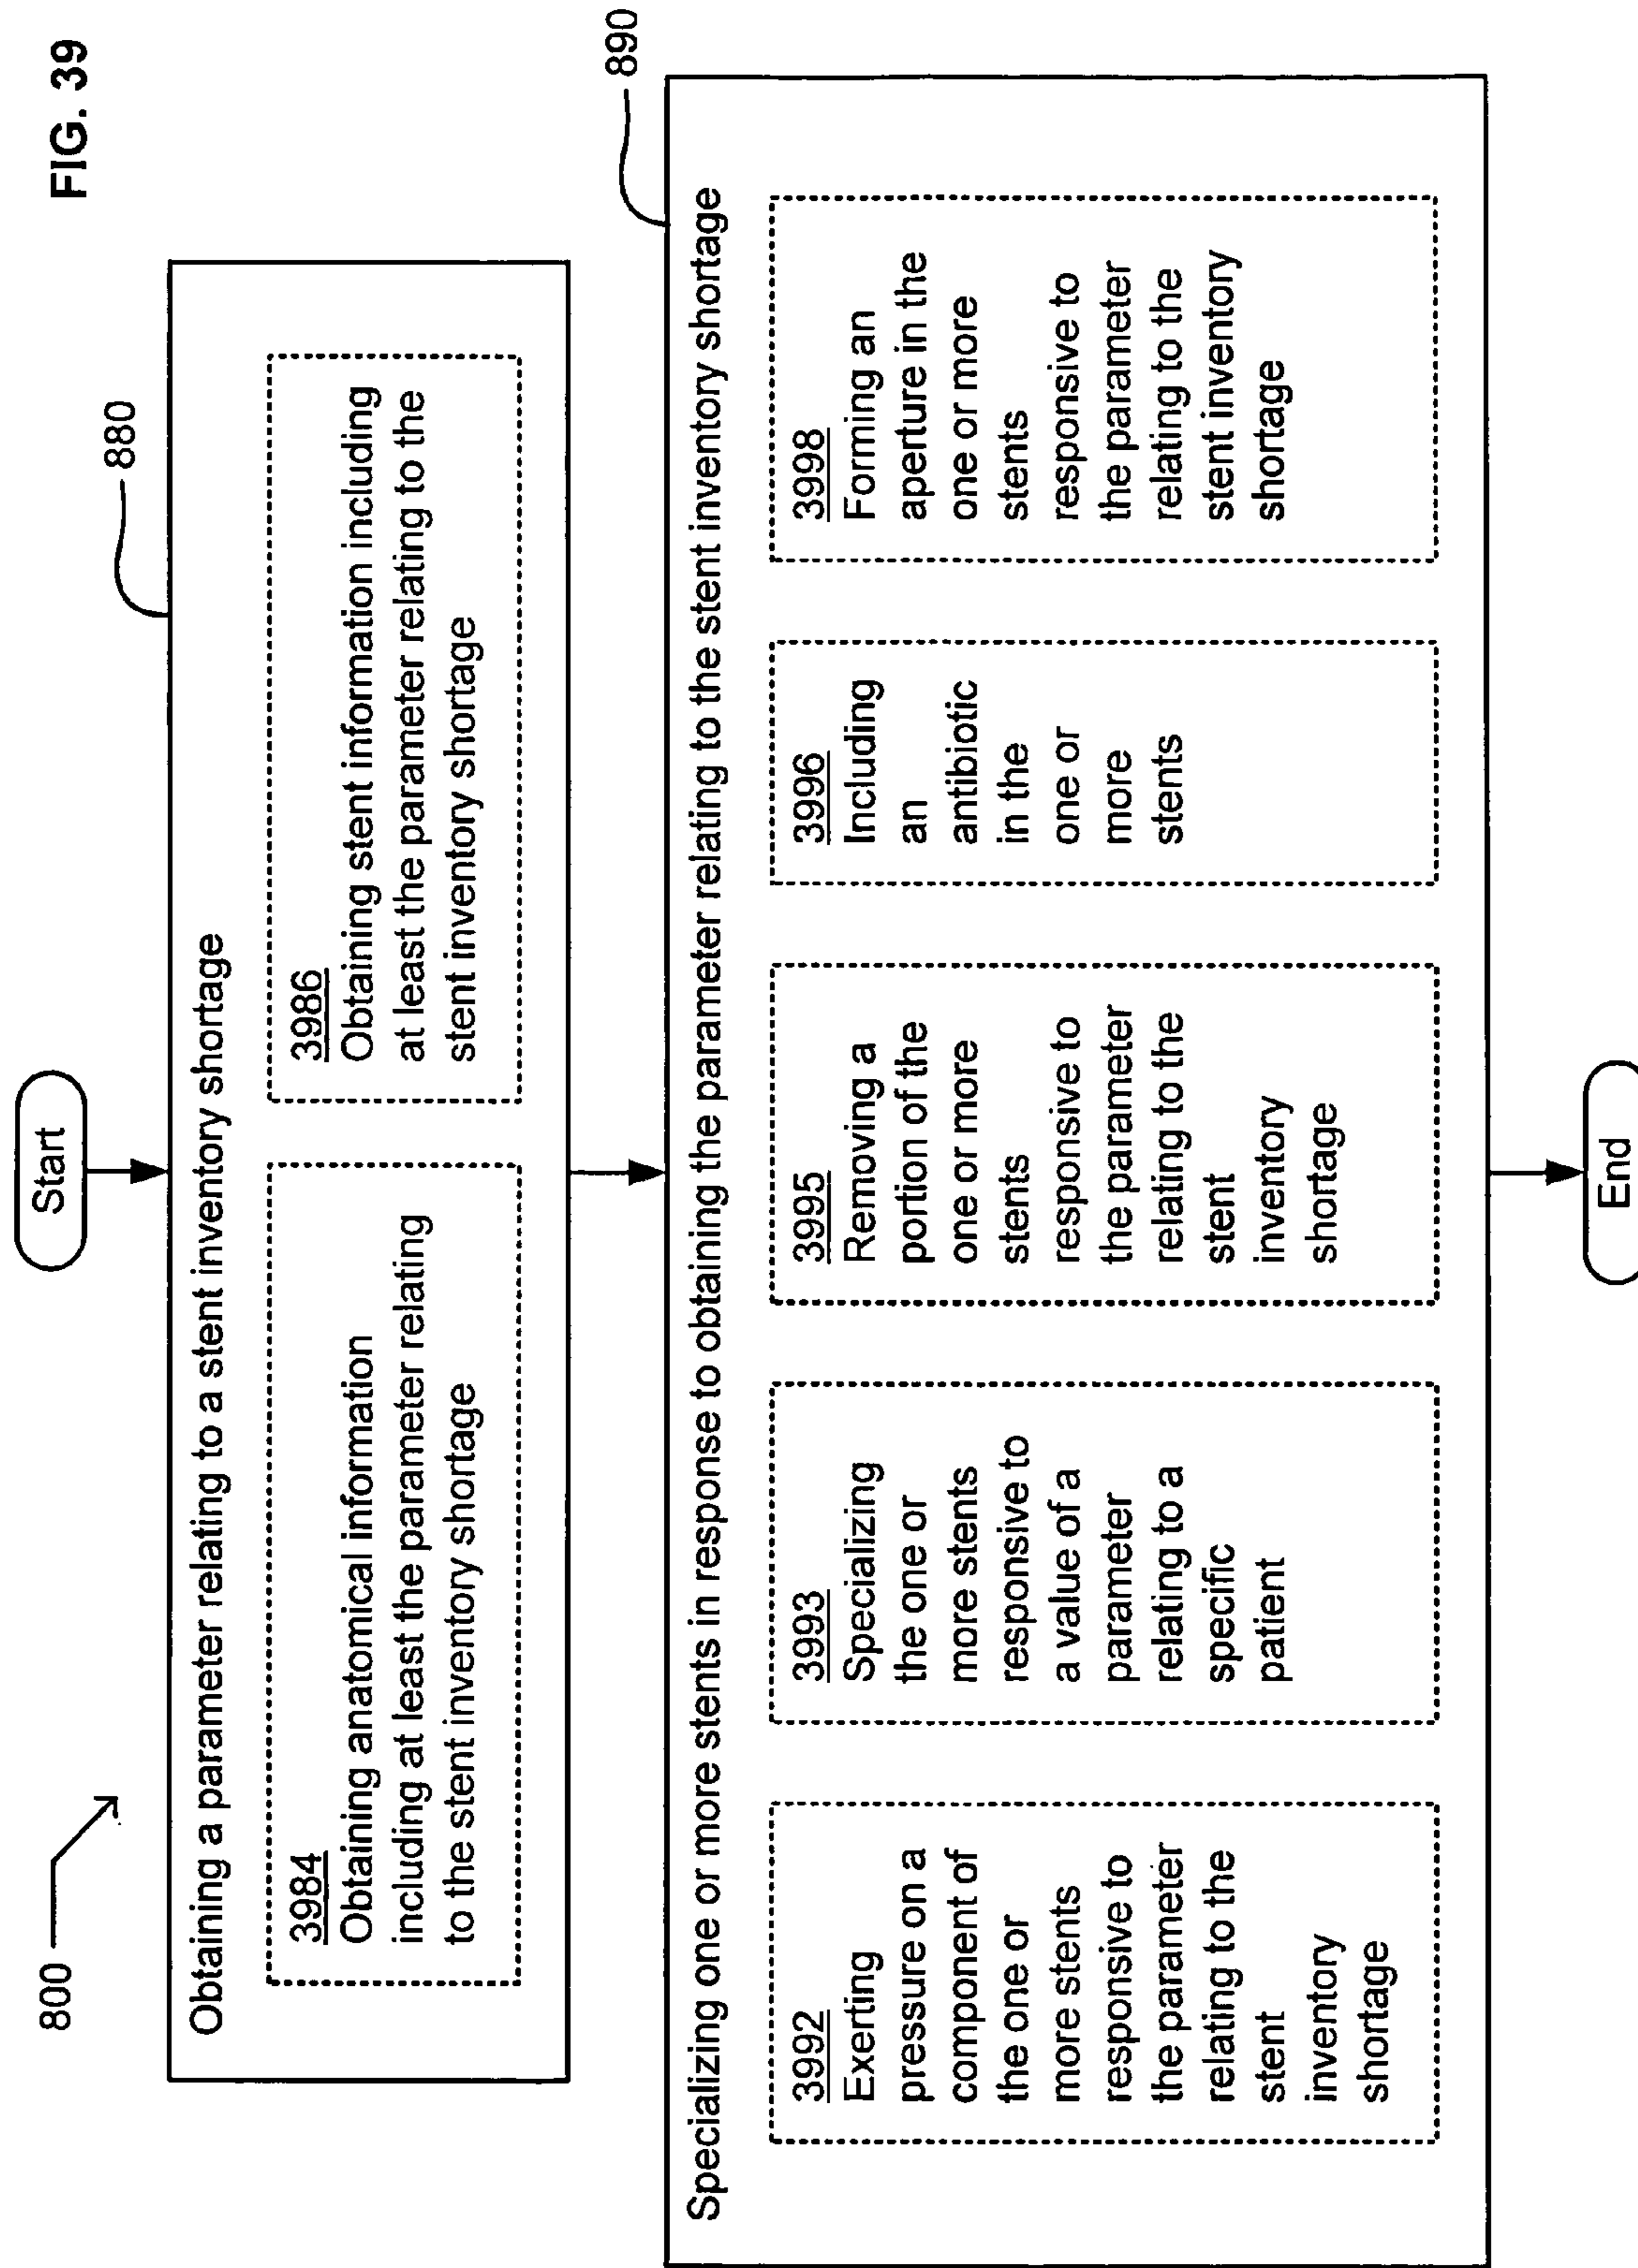 FIG. 39
800
Start
880
Obtaining a parameter relating to a stent inventory shortage
3984
Obtaining anatomical information
including at least the parameter relating
to the stent inventory shortage
3986
Obtaining stent information including
at least the parameter relating to the
stent inventory shortage
890
Specializing one or more stents in response to obtaining the parameter relating to the stent inventory shortage
3992
Exerting
pressure on a
component of
the one or
more stents
responsive to
the parameter
relating to the
stent
inventory
shortage
3993
Specializing
the one or
more stents
responsive to
a value of a
parameter
relating to a
specific
patient
3995
Removing a
portion of the
one or more
stents
responsive to
the parameter
relating to the
stent
inventory
shortage
3996
Including
an
antibiotic
in the
one or
more
stents
3998
Forming an
aperture in the
one or more
stents
responsive to
the parameter
relating to the
stent inventory
shortage
End